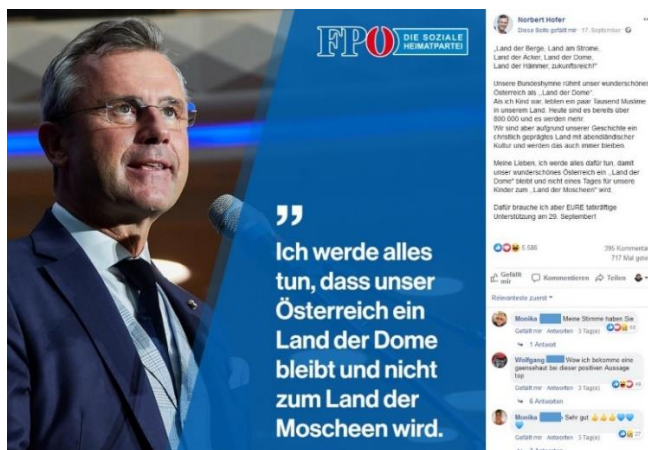 FPÖ DIE SOZIALE
HEIMATPARTEI
”
Ich werde alles
tun, dass unser
Österreich ein
Land der Dome
bleibt und nicht
zum Land der
Moscheen wird.
Norbert Hofer
Diese Seite gefällt mir · 17. September
„Land der Berge, Land am Strome,
Land der Äcker, Land der Dome,
Land der Hämmer, zukunftsreich!"
Unsere Bundeshymne rühmt unser wunderschönes
Österreich als „Land der Dome".
Als ich Kind war, lebten ein paar Tausend Muslime
in unserem Land. Heute sind es bereits über
800.000 und es werden mehr.
Wir sind aber aufgrund unserer Geschichte ein
christlich geprägtes Land mit abendländischer
Kultur und werden das auch immer bleiben.
Meine Lieben, ich werde alles dafür tun, damit
unser wunderschönes Österreich ein „Land der
Dome" bleibt und nicht eines Tages für unsere
Kinder zum „Land der Moscheen" wird.
Dafür brauche ich aber EURE tatkräftige
Unterstützung am 29. September!
5.586 395 Kommentar
717 Mal
Gefällt mir Kommentieren Teilen
Relevanteste zuerst
Monika Meine Stimme haben Sie
Gefällt mir · Antworten · 3 Tag(e)
1 Antwort
Wolfgang Wow ich bekomme eine
gaensehaut bei dieser positiven Aussage
top
Gefällt mir · Antworten · 3 Tag(e)
6 Antworten
Monika Sehr gut 👍👍👍💙💙
💙
Gefällt mir · Antworten · 3 Tag(e) 27